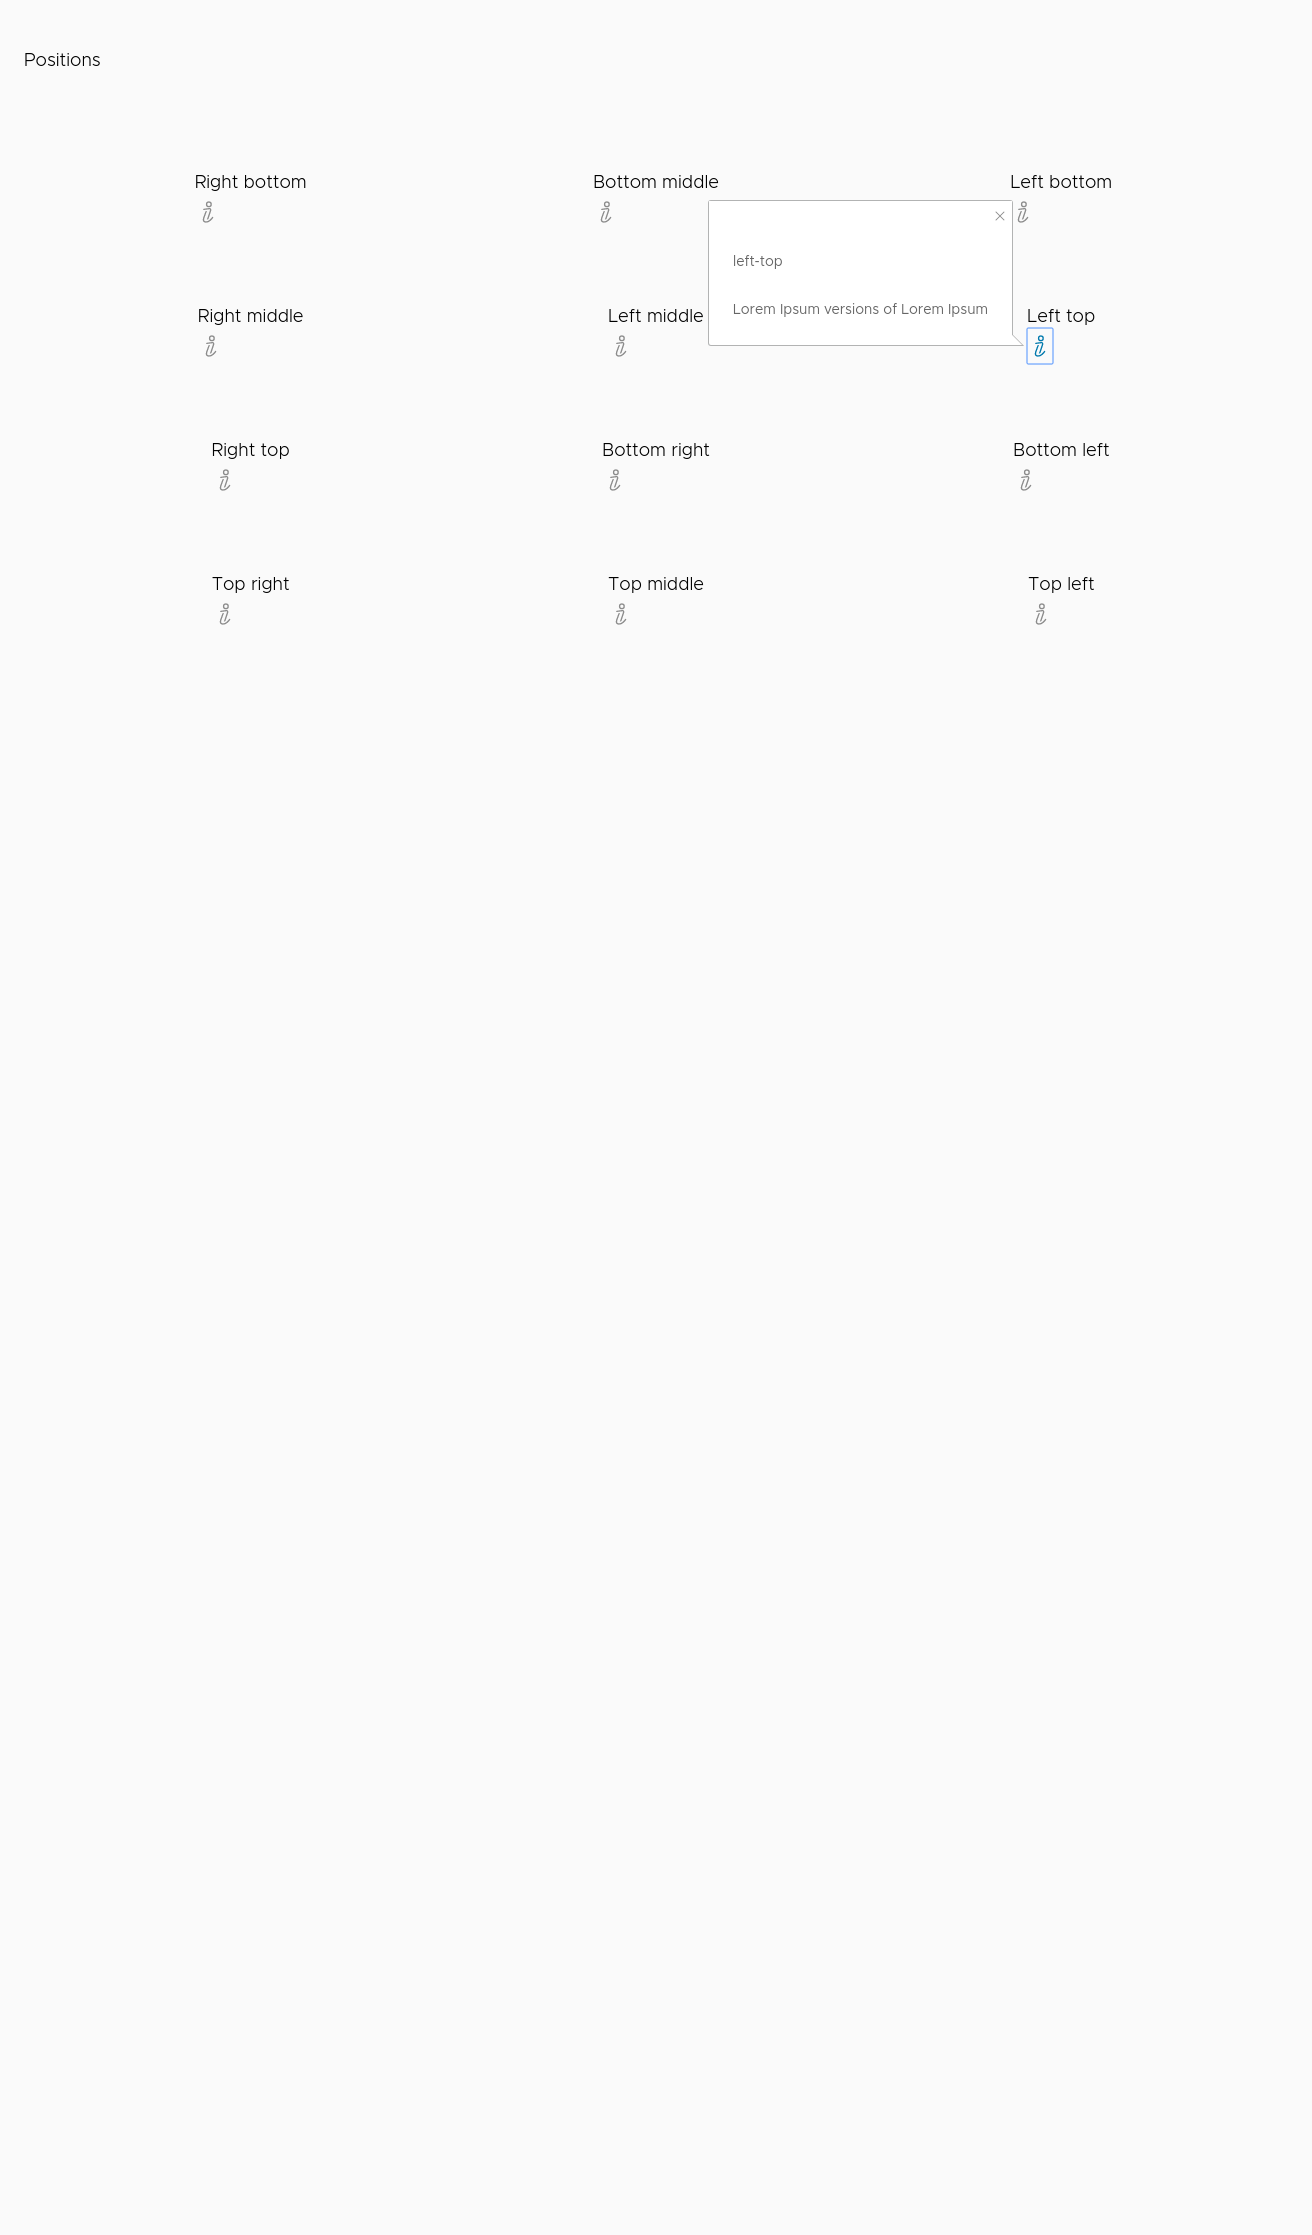 Positions
Right bottom
Bottom middle
Left bottom
left-top
Lorem Ipsum versions of Lorem Ipsum
Right middle
Left middle
Left top
Right top
Bottom right
Bottom left
Top right
Top middle
Top left